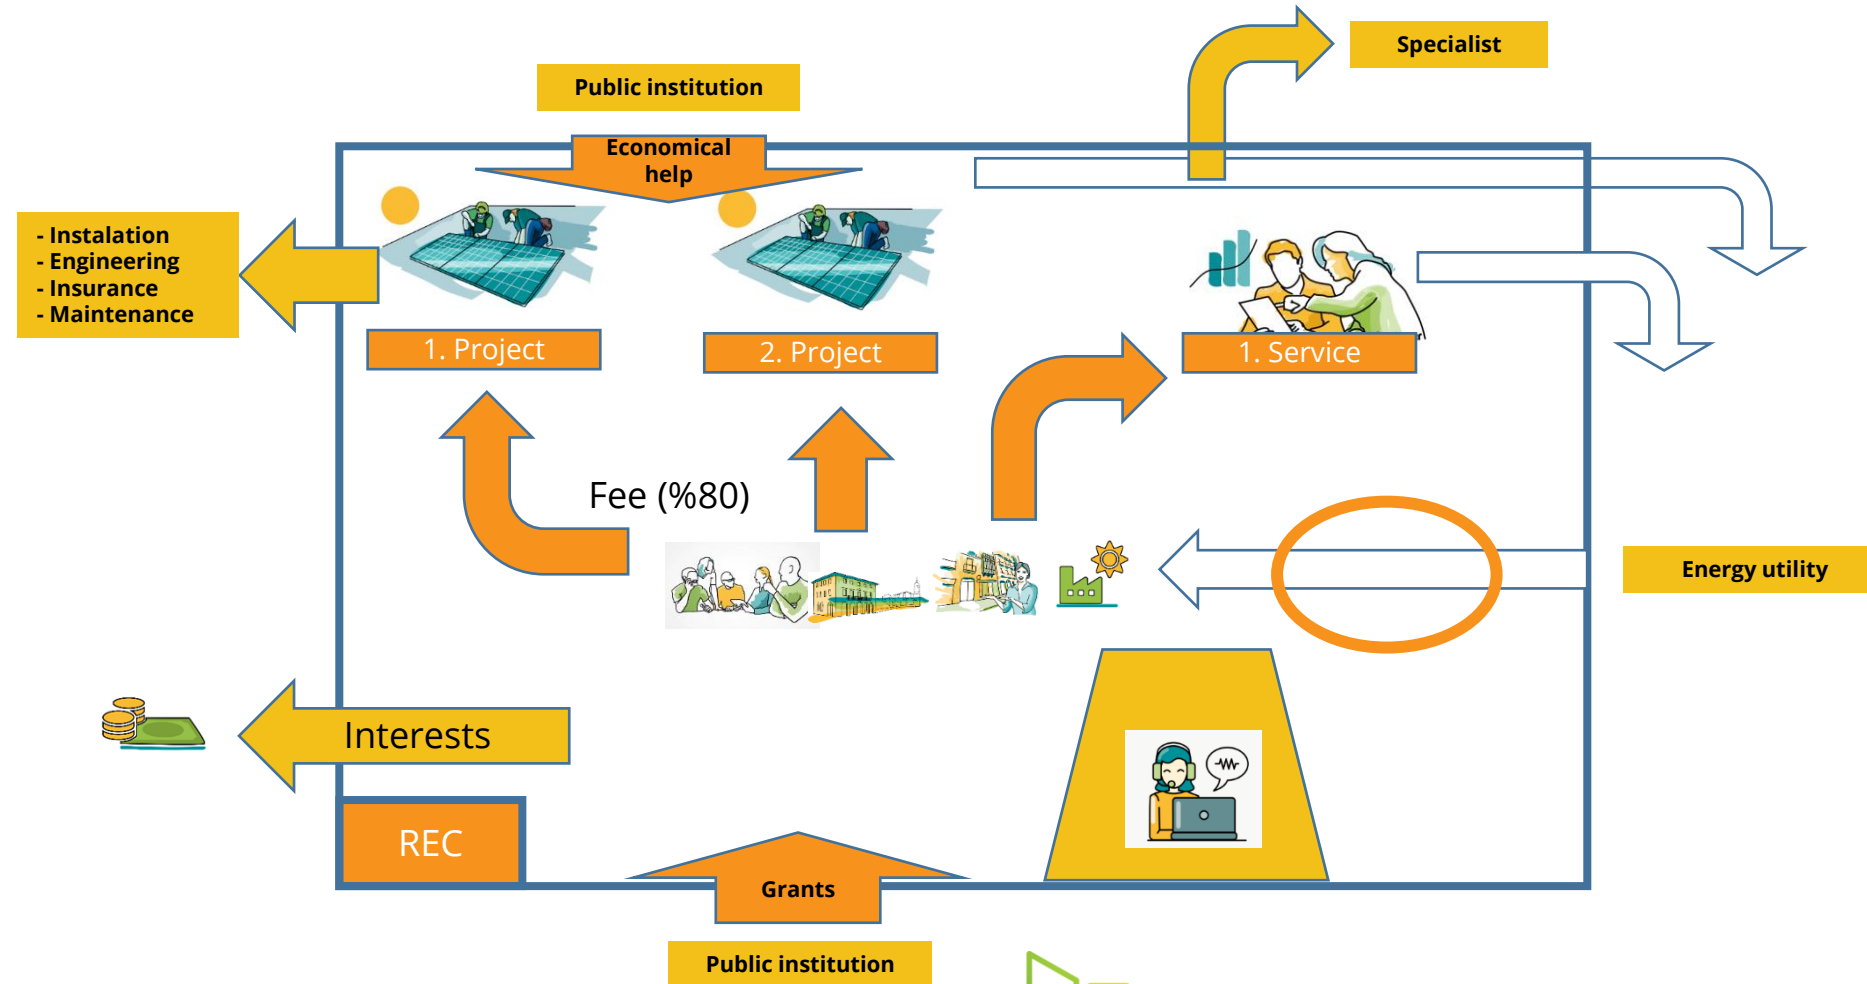 Specialist
Public institution
Economical
help
- Instalation
- Engineering
- Insurance
- Maintenance
1. Project
2. Project
1. Service
Fee (%80)
Energy utility
Interests
REC
Grants
Public institution